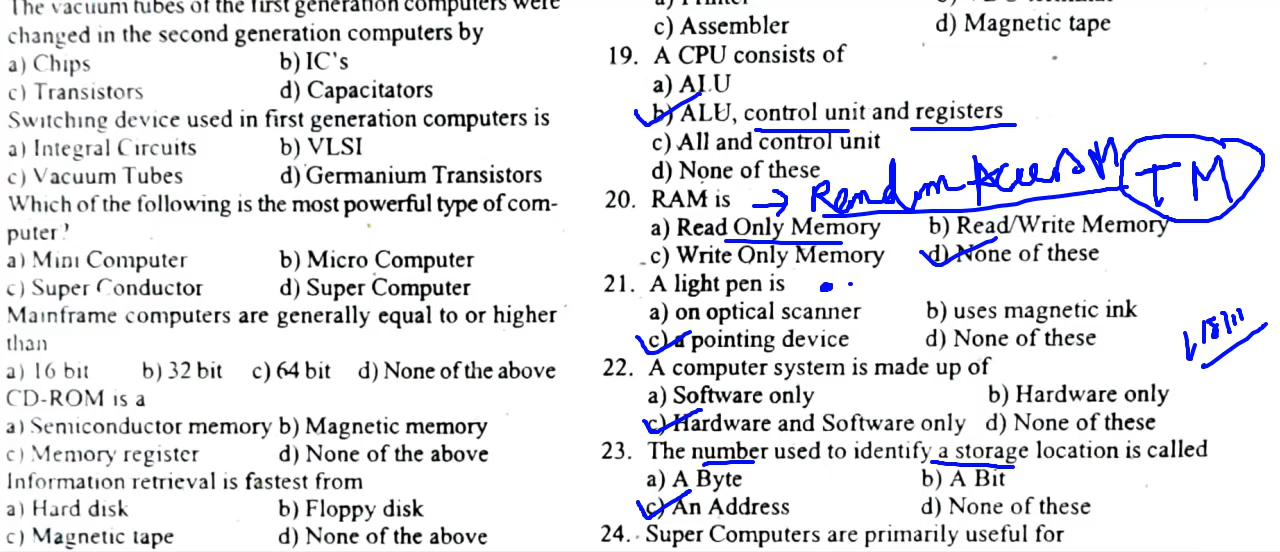 The vacuum tubes of the first generation computers were
changed in the second generation computers by
a) Chips b) IC's
c) Transistors d) Capacitators
Switching device used in first generation computers is
a) Integral Circuits b) VLSI
c) Vacuum Tubes d) Germanium Transistors
Which of the following is the most powerful type of com-
puter?
a) Mini Computer b) Micro Computer
c) Super Conductor d) Super Computer
Mainframe computers are generally equal to or higher
than
a) 16 bit b) 32 bit c) 64 bit d) None of the above
CD-ROM is a
a) Semiconductor memory b) Magnetic memory
c) Memory register d) None of the above
Information retrieval is fastest from
a) Hard disk b) Floppy disk
c) Magnetic tape d) None of the above
c) Assembler d) Magnetic tape
19. A CPU consists of
a) ALU
b) ALU, control unit and registers
c) All and control unit
d) None of these
20. RAM is → Random Access M TM
a) Read Only Memory b) Read/Write Memory
c) Write Only Memory d) None of these
21. A light pen is
a) on optical scanner b) uses magnetic ink
c) a pointing device d) None of these
22. A computer system is made up of
a) Software only b) Hardware only
c) Hardware and Software only d) None of these
23. The number used to identify a storage location is called
a) A Byte b) A Bit
c) An Address d) None of these
24. Super Computers are primarily useful for